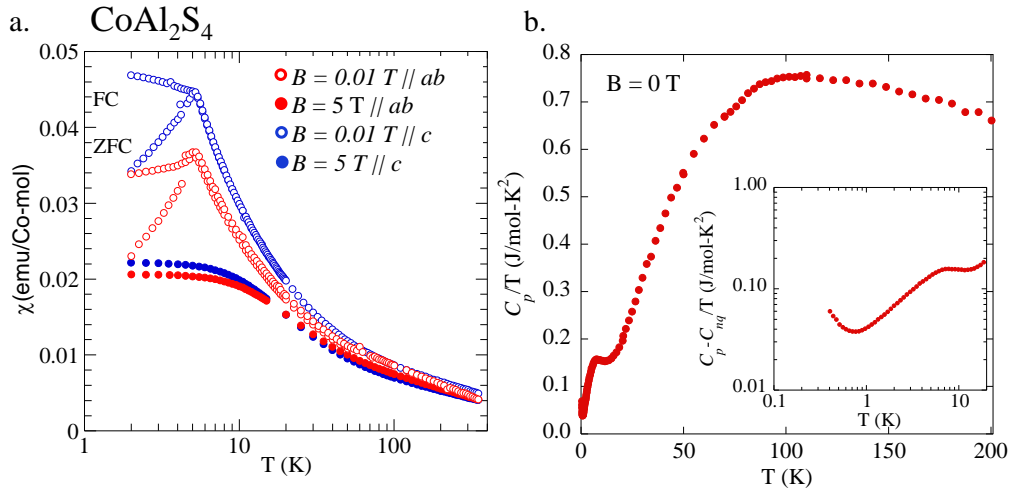 a.
CoAl2S4
0.05
0.04
0.03
0.02
0.01
0
χ(emu/Co-mol)
FC
ZFC
B = 0.01 T // ab
B = 5 T // ab
B = 0.01 T // c
B = 5 T // c
1
10
100
T (K)
b.
B = 0 T
0.8
0.7
0.6
0.5
0.4
0.3
0.2
0.1
0.0
Cp/T (J/mol-K2)
0
50
100
150
200
T (K)
1.00
0.10
0.01
Cp-Cnq/T (J/mol-K2)
0.1
1
10
T (K)